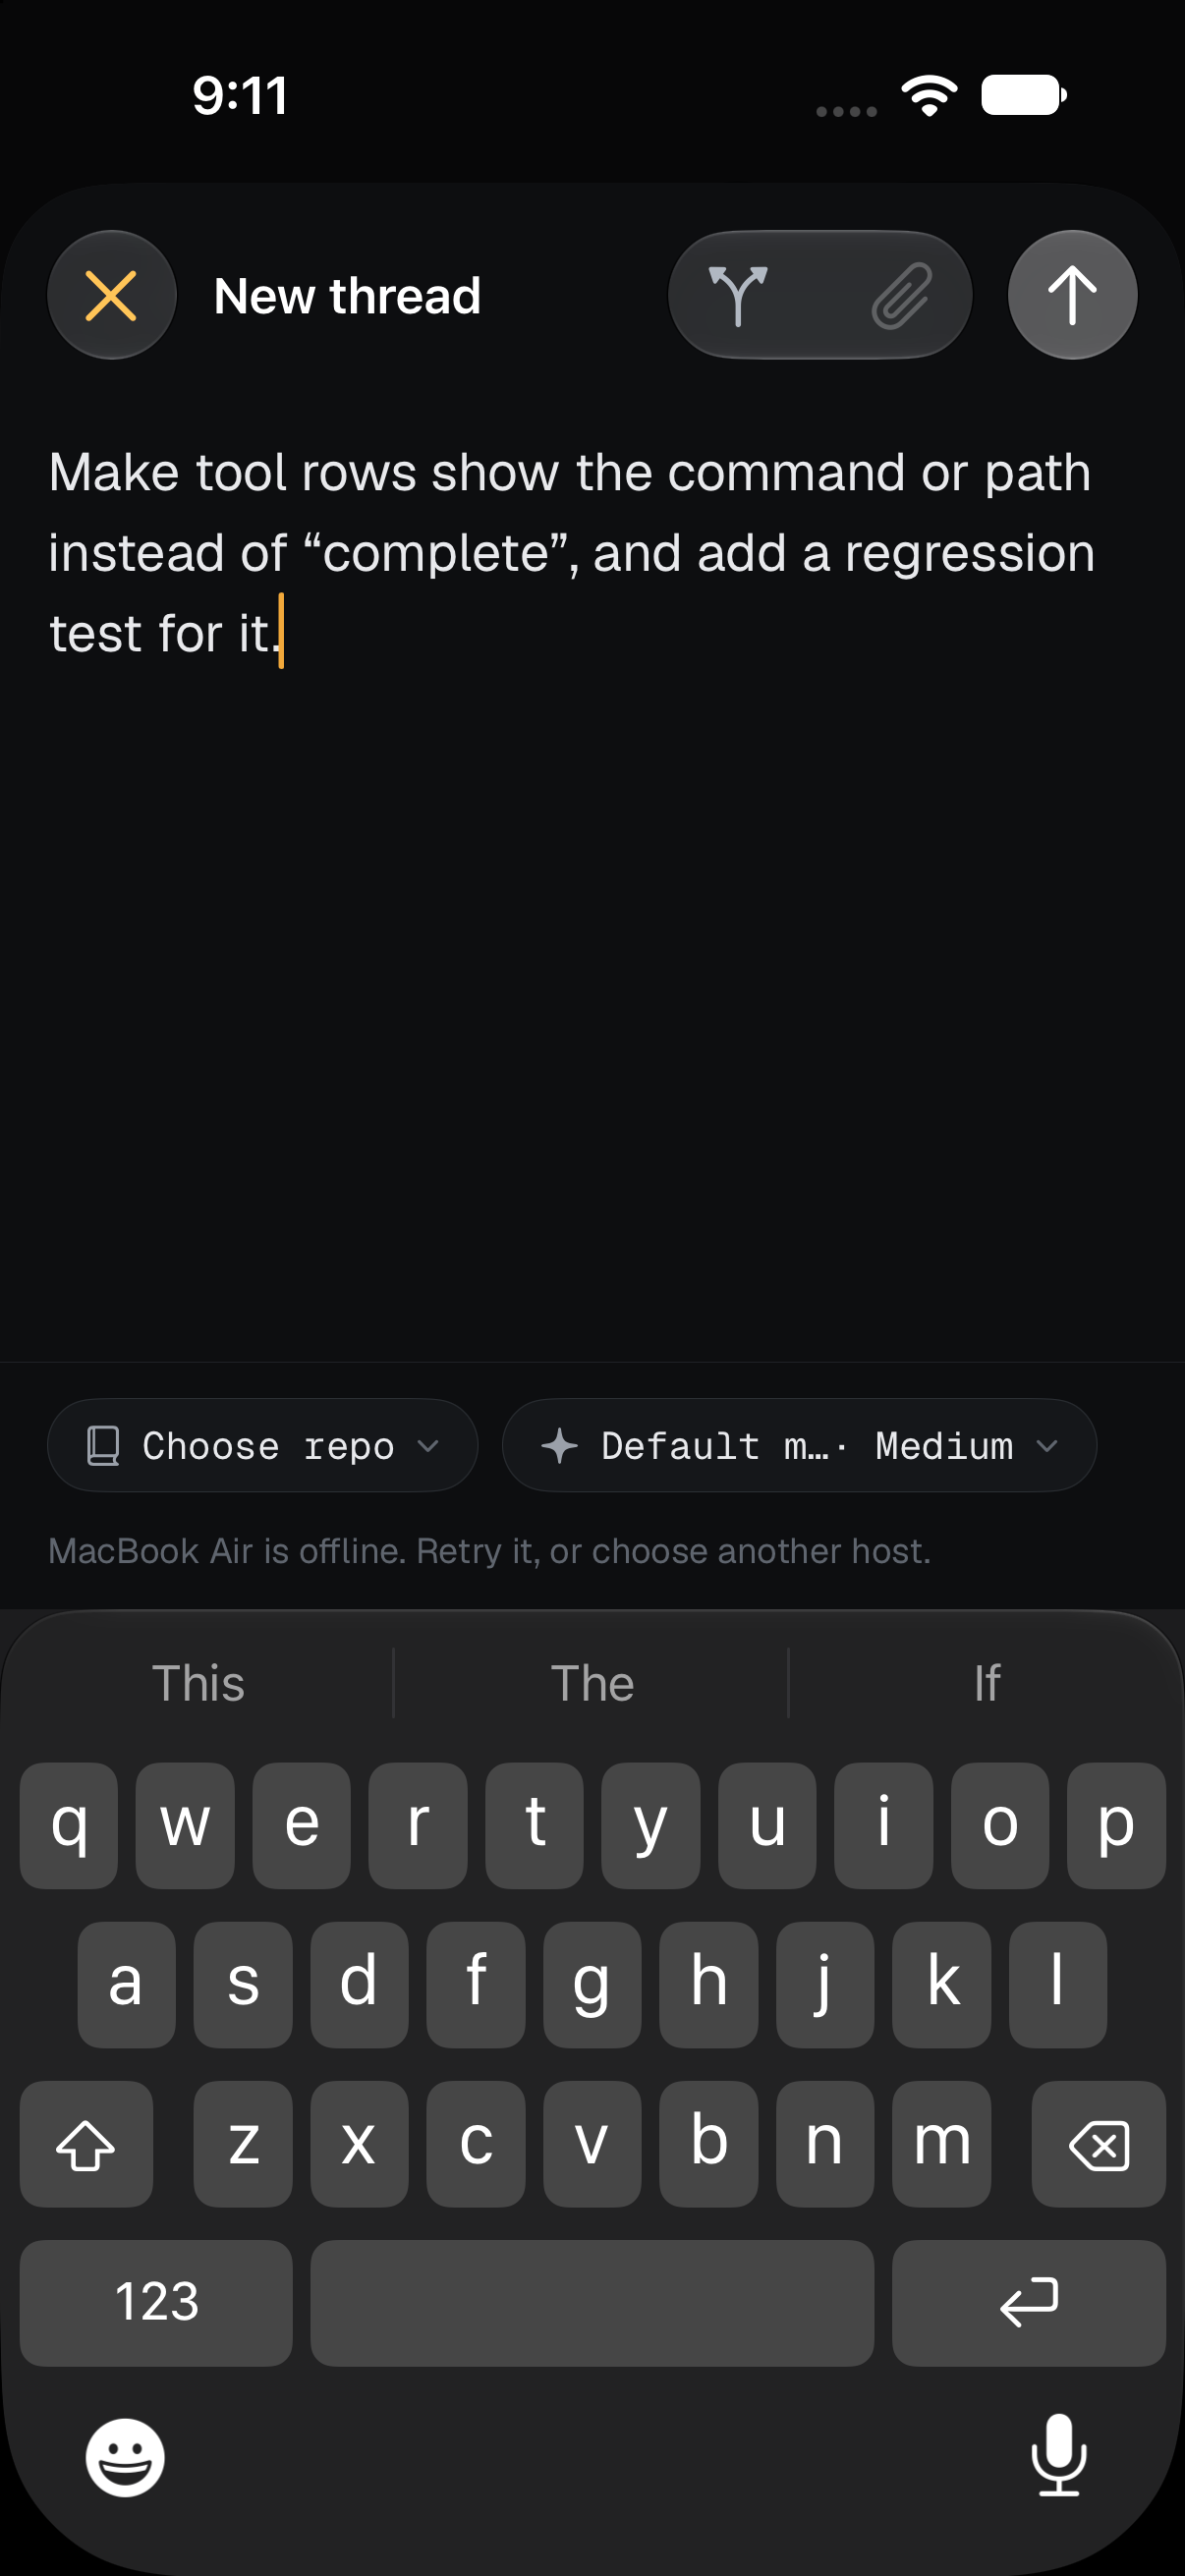 9:11
New thread
Make tool rows show the command or path
instead of “complete”, and add a regression
test for it.
Choose repo
Default m…· Medium
MacBook Air is offline. Retry it, or choose another host.
This The If
q w e r t y u i o p
a s d f g h j k l
z x c v b n m
123